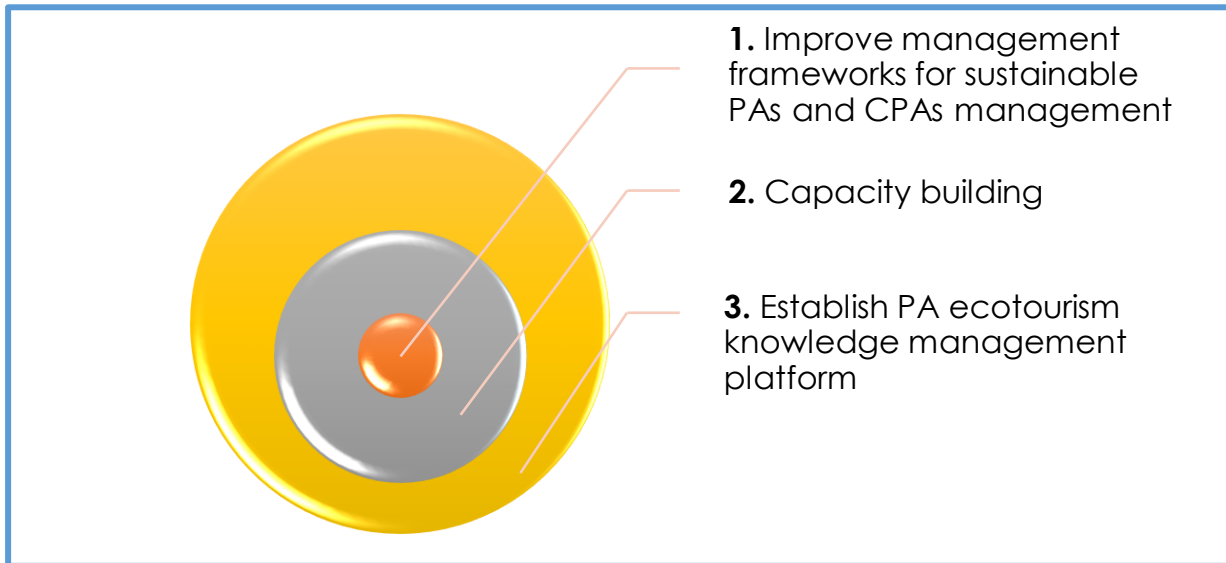 1. Improve management
frameworks for sustainable
PAs and CPAs management
2. Capacity building
3. Establish PA ecotourism
knowledge management
platform